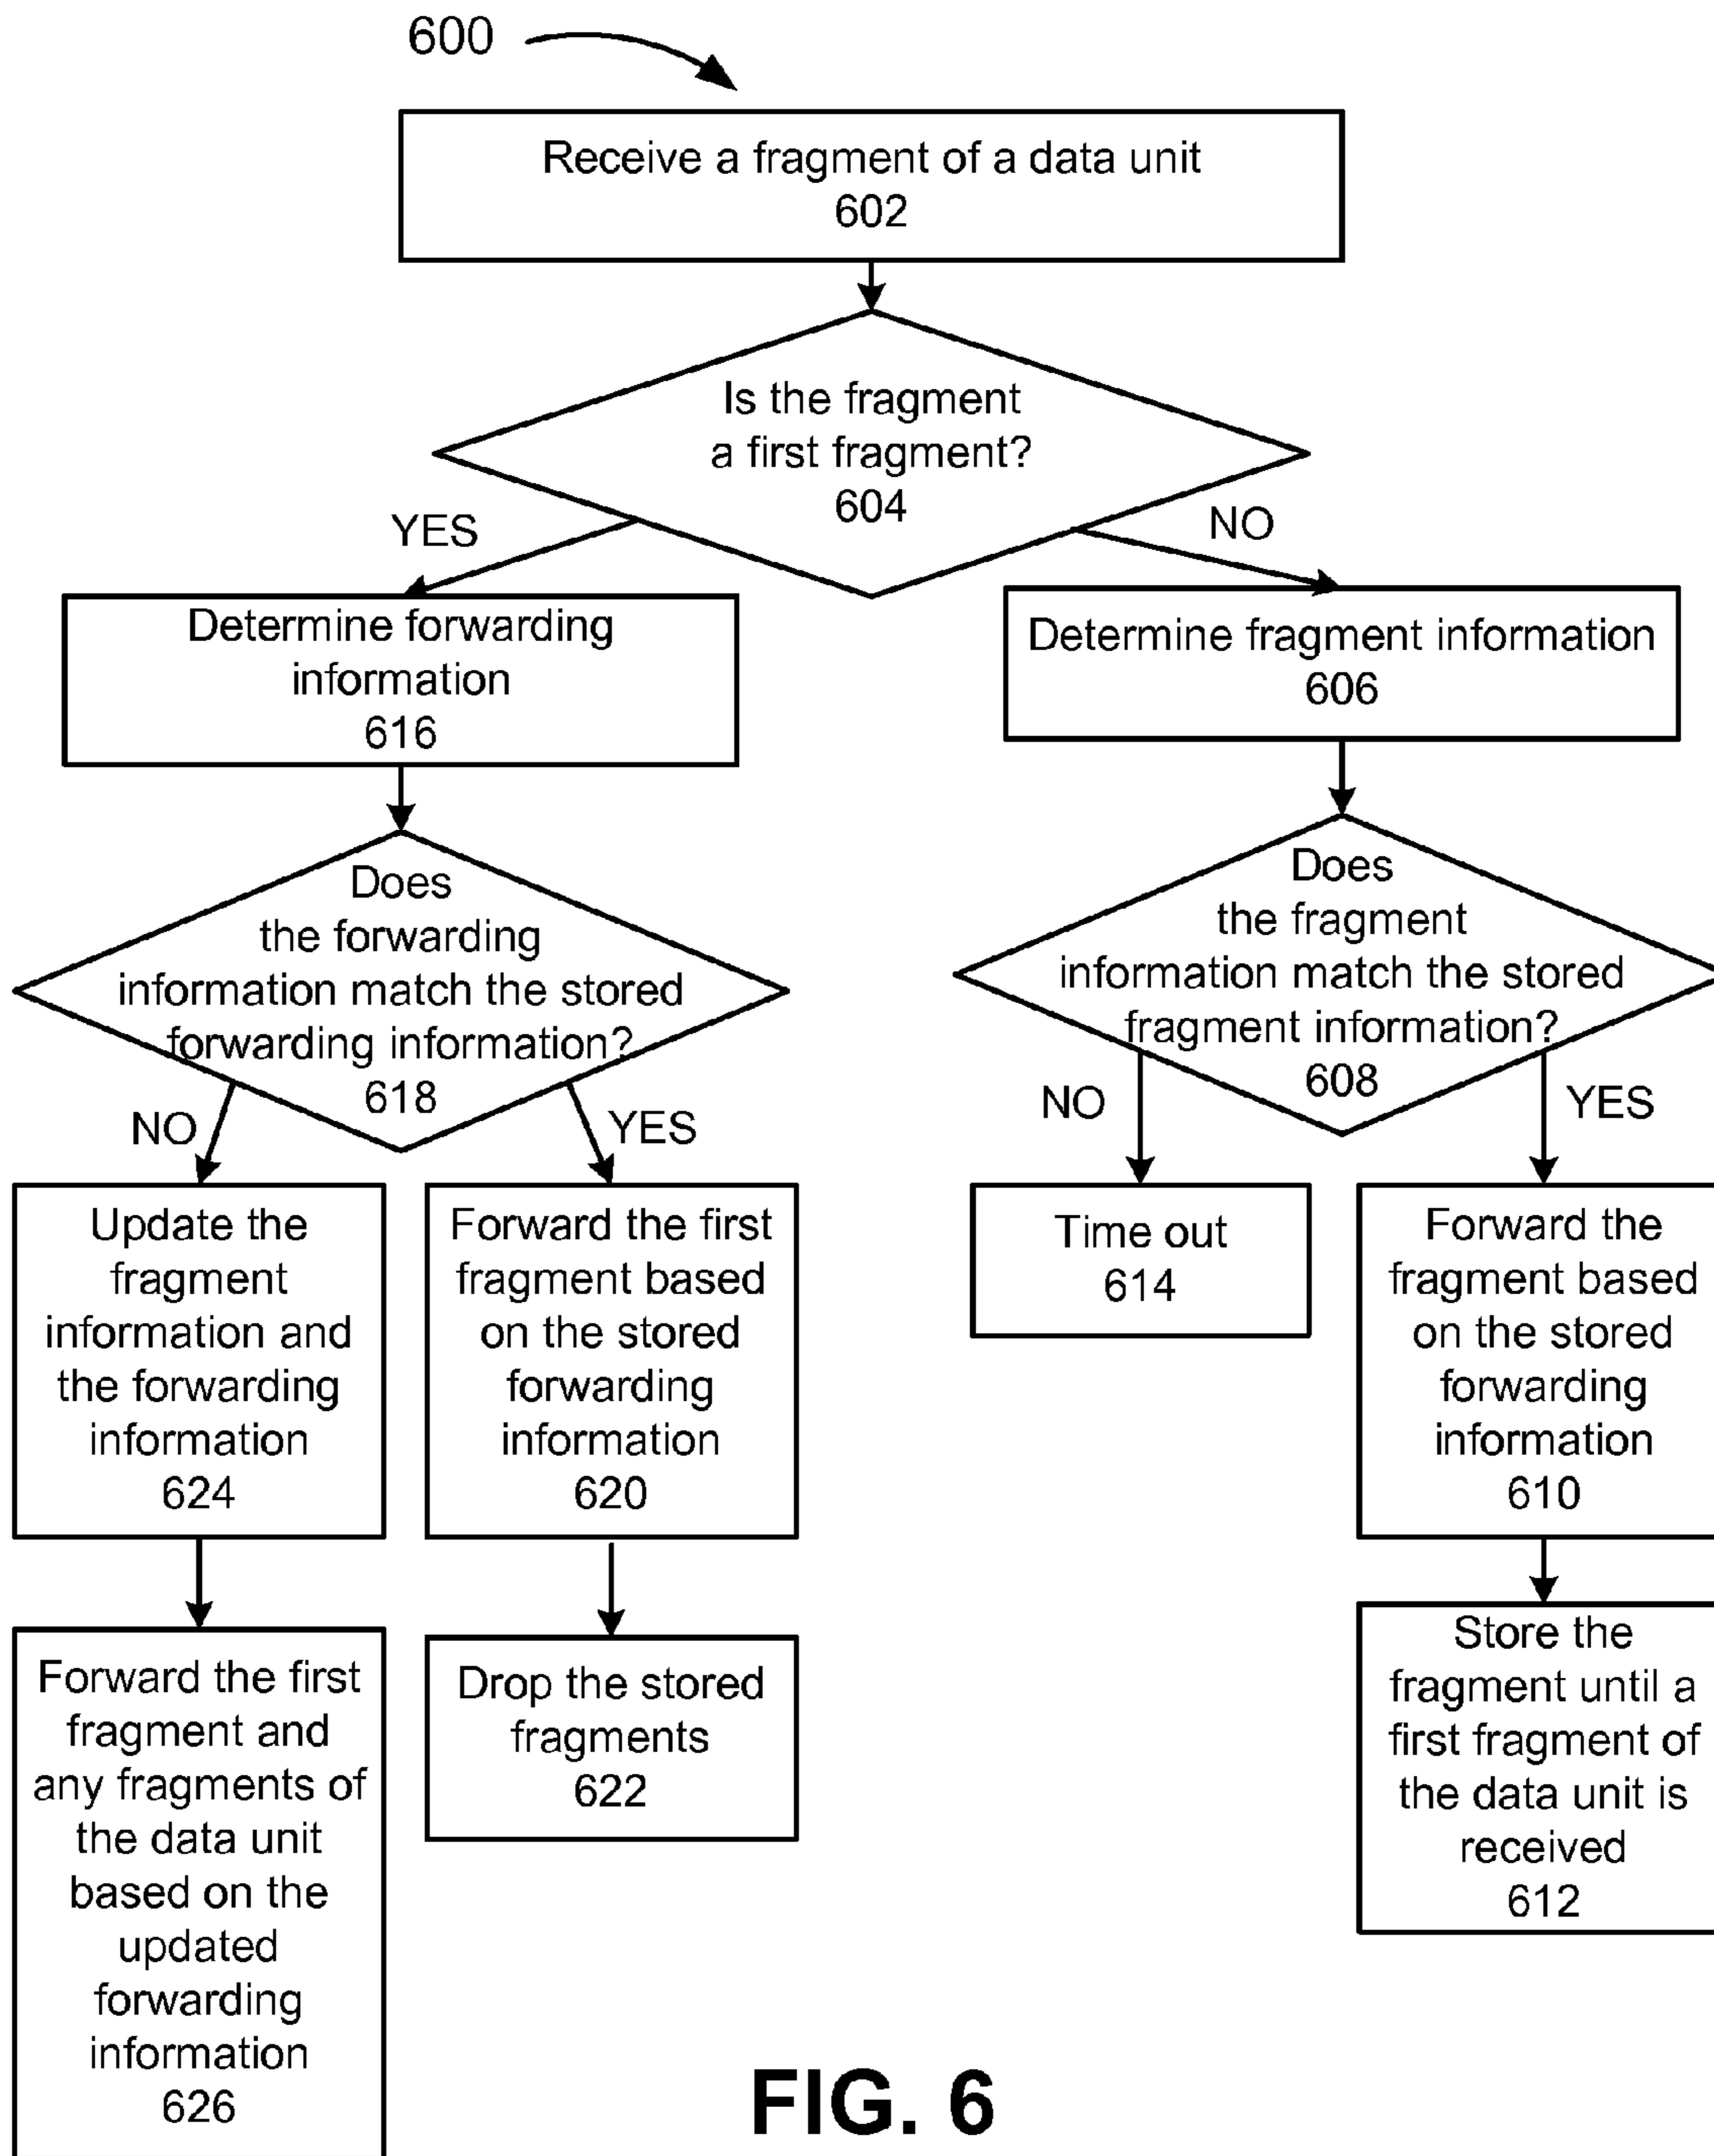 600
Receive a fragment of a data unit
602
Is the fragment
a first fragment?
604
YES
NO
Determine forwarding
information
616
Determine fragment information
606
Does
the forwarding
information match the stored
forwarding information?
618
Does
the fragment
information match the stored
fragment information?
608
NO
YES
NO
YES
Update the
fragment
information and
the forwarding
information
624
Forward the first
fragment based
on the stored
forwarding
information
620
Time out
614
Forward the
fragment based
on the stored
forwarding
information
610
Forward the first
fragment and
any fragments of
the data unit
based on the
updated
forwarding
information
626
Drop the stored
fragments
622
Store the
fragment until a
first fragment of
the data unit is
received
612
FIG. 6